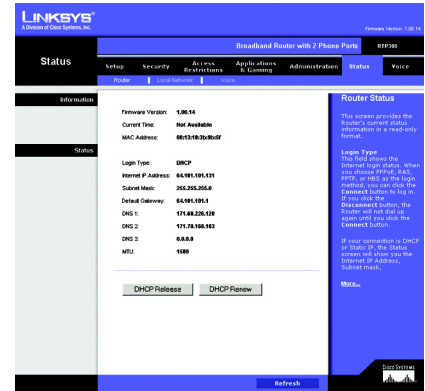 LINKSYS®
A Division of Cisco Systems, Inc.
Firmware Version: 1.00.14
Broadband Router with 2 Phone Ports RTP300
Status
Setup Security Access Restrictions Applications & Gaming Administration Status Voice
Router Local Network Voice
Information
Firmware Version: 1.00.14
Current Time: Not Available
MAC Address:
Status
Login Type: DHCP
Internet IP Address: 64.101.101.131
Subnet Mask: 255.255.255.0
Default Gateway: 64.101.101.1
DNS 1: 171.68.226.120
DNS 2: 171.70.168.183
DNS 3: 0.0.0.0
MTU: 1500
DHCP Release DHCP Renew
Router Status
This screen provides the
Router's current status
information in a read-only
format.
Login Type
This field shows the
Internet login status. When
you choose PPPoE, RAS,
PPTP, or HBS as the login
method, you can click the
Connect button to log in.
If you click the
Disconnect button, the
Router will not dial up
again until you click the
Connect button.
If your connection is DHCP
or Static IP, the Status
screen will show you the
Internet IP Address,
Subnet mask,
More...
Refresh
Cisco Systems